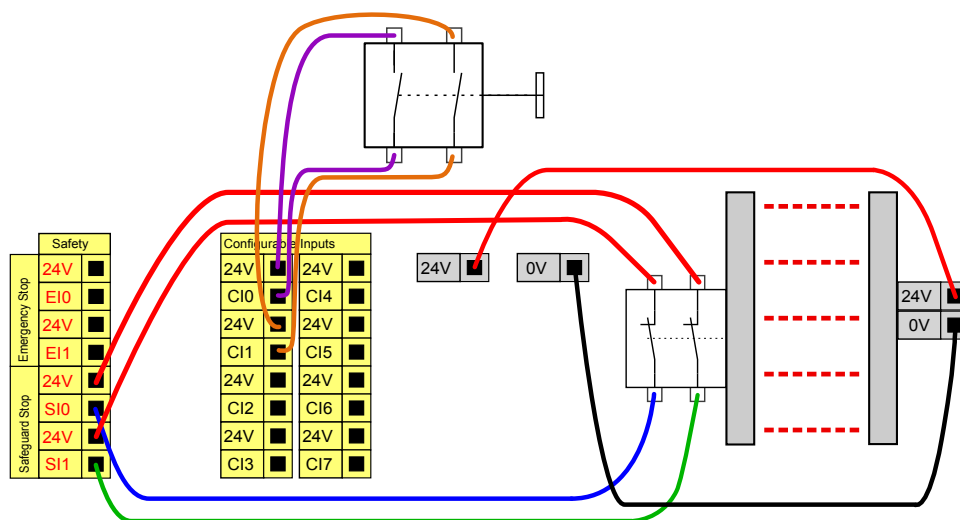 Safety
Emergency Stop
24V
EI0
24V
EI1
Safeguard Stop
24V
SI0
24V
SI1
Configurable Inputs
24V 24V
CI0 CI4
24V 24V
CI1 CI5
24V 24V
CI2 CI6
24V 24V
CI3 CI7
24V
0V
24V
0V